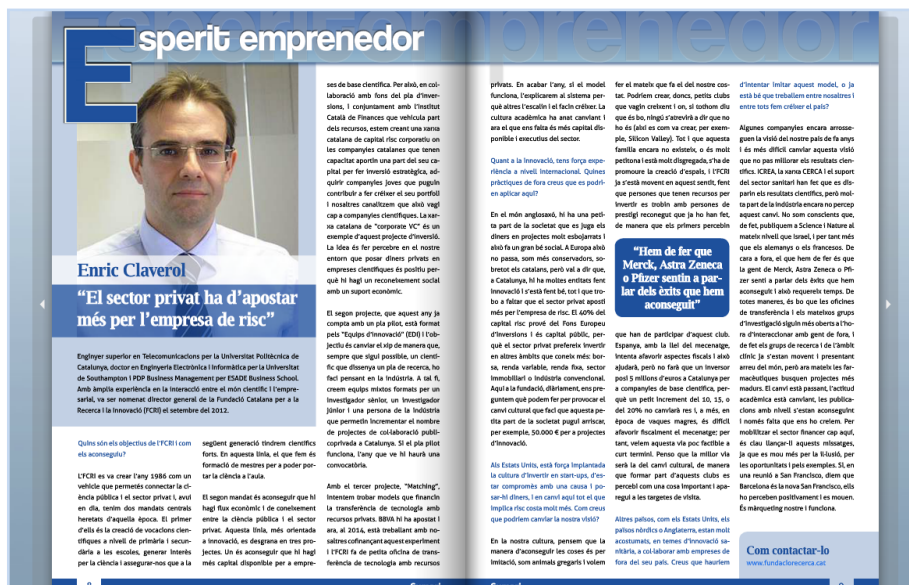 Esperit emprenedor
Enric Claverol
“El sector privat ha d’apostar
més per l’empresa de risc”
Enginyer superior en Telecomunicacions per la Universitat Politècnica de
Catalunya, doctor en Enginyeria Electrònica i Informàtica per la Universitat
de Southampton i PDP Business Management per ESADE Business School.
Amb àmplia experiència en la interacció entre el món científic i l’empre-
sarial, va ser nomenat director general de la Fundació Catalana per a la
Recerca i la Innovació (FCRI) el setembre del 2012.
Quins són els objectius de l’FCRI i com
els aconseguiu?
L’FCRI es va crear l’any 1986 com un
vehicle que permetés connectar la ci-
ència pública i el sector privat i, avui
en dia, tenim dos mandats centrals
heretats d’aquella època. El primer
d’ells és la creació de vocacions cien-
tífiques a nivell de primària i secun-
dària a les escoles, generar interès
per la ciència i assegurar-nos que a la
següent generació tindrem científics
forts. En aquesta línia, el que fem és
formació de mestres per a poder por-
tar la ciència a l’aula.
El segon mandat és aconseguir que hi
hagi flux econòmic i de coneixement
entre la ciència pública i el sector
privat. Aquesta línia, més orientada
a innovació, es desgrana en tres pro-
jectes. Un és aconseguir que hi hagi
més capital disponible per a empre-
ses de base científica. Per això, en col·
laboració amb fons del pla d’inver-
sions, i conjuntament amb l’Institut
Català de Finances que vehicula part
dels recursos, estem creant una xarxa
catalana de capital risc corporatiu on
les companyies catalanes que tenen
capacitat aportin una part del seu ca-
pital per fer inversió estratègica, ad-
quirir companyies joves que puguin
contribuir a fer créixer el seu portfoli
i nosaltres canalitzem que això vagi
cap a companyies científiques. La xar-
xa catalana de “corporate VC” és un
exemple d’aquest projecte d’inversió.
La idea és fer percebre en el nostre
entorn que posar diners privats en
empreses científiques és positiu per-
què hi hagi un reconeixement social
amb un suport econòmic.
El segon projecte, que aquest any ja
compta amb un pla pilot, està format
pels “Equips d’Innovació” (EDI) i l’ob-
jectiu és canviar el xip de manera que,
sempre que sigui possible, un cientí-
fic que dissenya un pla de recerca, ho
faci pensant en la indústria. A tal fi,
creem equips mixtos formats per un
investigador sènior, un investigador
júnior i una persona de la indústria
que permetin incrementar el nombre
de projectes de col·laboració publi-
coprivada a Catalunya. Si el pla pilot
funciona, l’any que ve hi haurà una
convocatòria.
Amb el tercer projecte, “Matching”,
intentem trobar models que financin
la transferència de tecnologia amb
recursos privats. BBVA hi ha apostat i
ara, al 2014, està treballant amb no-
saltres cofinançant aquest experiment
i l’FCRI fa de petita oficina de trans-
ferència de tecnologia amb recursos
privats. En acabar l’any, si el model
funciona, l’explicarem al sistema per-
què altres l’escalin i el facin créixer. La
cultura acadèmica ha anat canviant i
ara el que ens falta és més capital dis-
ponible i executius del sector.
Quant a la innovació, tens força expe-
riència a nivell internacional. Quines
pràctiques de fora creus que es podri-
en aplicar aquí?
En el món anglosaxó, hi ha una peti-
ta part de la societat que es juga els
diners en projectes molt esbojarrats i
això fa un gran bé social. A Europa això
no passa, som més conservadors, so-
bretot els catalans, però val a dir que,
a Catalunya, hi ha moltes entitats fent
innovació i s’està fent bé, tot i que tro-
bo a faltar que el sector privat aposti
més per l’empresa de risc. El 40% del
capital risc prové del Fons Europeu
d’Inversions i és capital públic, per-
què el sector privat prefereix invertir
en altres àmbits que coneix més: bor-
sa, renda variable, renda fixa, sector
immobiliari o indústria convencional.
Aquí a la Fundació, diàriament, ens pre-
guntem què podem fer per provocar el
canvi cultural que faci que aquesta pe-
tita part de la societat pugui arriscar,
per exemple, 50.000 € per a projectes
d’innovació.
Als Estats Units, està força implantada
la cultura d’invertir en start-ups, d’es-
tar compromès amb una causa i po-
sar-hi diners, i en canvi aquí tot el que
implica risc costa molt més. Com creus
que podríem canviar la nostra visió?
En la nostra cultura, pensem que la
manera d’aconseguir les coses és per
imitació, som animals gregaris i volem
fer el mateix que fa el del nostre cos-
tat. Podríem crear, doncs, petits clubs
que vagin creixent i on, si tothom diu
que és bo, ningú s’atrevirà a dir que no
ho és (així es com va crear, per exem-
ple, Silicon Valley). Tot i que aquesta
família encara no existeix, o és molt
petitona i està molt disgregada, s’ha de
promoure la creació d’espais, i l’FCRI
ja s’està movent en aquest sentit, fent
que persones que tenen recursos per
invertir es trobin amb persones de
prestigi reconegut que ja ho han fet,
de manera que els primers percebin
“Hem de fer que
Merck, Astra Zeneca
o Pfizer sentin a par-
lar dels èxits que hem
aconseguit”
que han de participar d’aquest club.
Espanya, amb la llei del mecenatge,
intenta afavorir aspectes fiscals i això
ajudarà, però no farà que un inversor
posi 5 milions d’euros a Catalunya per
a companyies de base científica, per-
què un petit increment del 10, 15, o
del 20% no canviarà res i, a més, en
època de vaques magres, és difícil
afavorir fiscalment el mecenatge; per
tant, veiem aquesta via poc factible a
curt termini. Penso que la millor via
serà la del canvi cultural, de manera
que formar part d’aquests clubs es
percebi com una cosa important i apa-
regui a les targetes de visita.
Altres països, com els Estats Units, els
països nòrdics o Anglaterra, estan molt
acostumats, en temes d’innovació sa-
nitària, a col·laborar amb empreses de
fora del seu país. Creus que hauríem
d’intentar imitar aquest model, o ja
està bé que treballem entre nosaltres i
entre tots fem créixer el país?
Algunes companyies encara arrosse-
guen la visió del nostre país de fa anys
i és més difícil canviar aquesta visió
que no pas millorar els resultats cien-
tífics. ICREA, la xarxa CERCA i el suport
del sector sanitari han fet que es dis-
parin els resultats científics, però mol-
ta part de la indústria encara no percep
aquest canvi. No som conscients que,
de fet, publiquem a Science i Nature al
mateix nivell que Israel, i per tant més
que els alemanys o els francesos. De
cara a fora, el que hem de fer és que
la gent de Merck, Astra Zeneca o Pfi-
zer senti a parlar dels èxits que hem
aconseguit i això requereix temps. De
totes maneres, és bo que les oficines
de transferència i els mateixos grups
d’investigació siguin més oberts a l’ho-
ra d’interaccionar amb gent de fora, i
de fet els grups de recerca i de l’àmbit
clínic ja s’estan movent i presentant
arreu del món, però ara mateix les far-
macèutiques busquen projectes més
madurs. El canvi està passant, l’actitud
acadèmica està canviant, les publica-
cions amb nivell s’estan aconseguint
i només falta que ens ho creiem. Per
mobilitzar el sector financer cap aquí,
és clau llançar-li aquests missatges,
ja que es mou més per la il·lusió, per
les oportunitats i pels exemples. Si, en
una reunió a San Francisco, diem que
Barcelona és la nova San Francisco, ells
ho perceben positivament i es mouen.
És màrqueting nostre i funciona.
Com contactar-lo
www.fundaciorecerca.cat